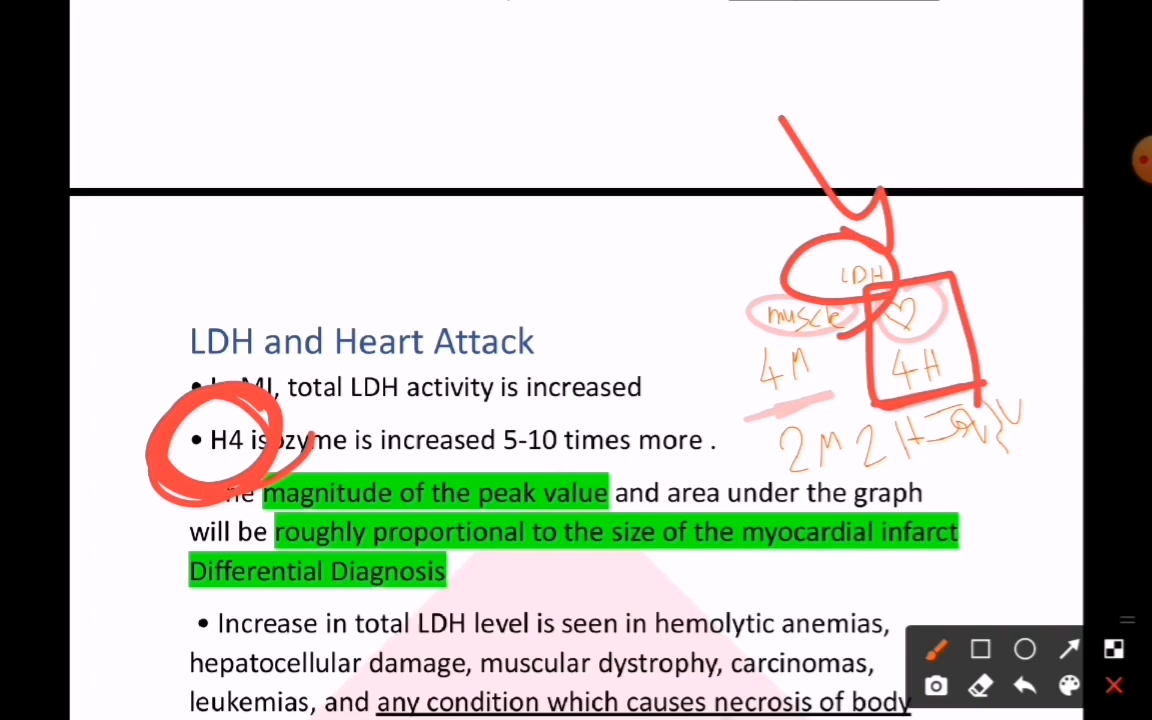 LDH
muscle
4M 4H
2M 2H
LDH and Heart Attack
• In MI, total LDH activity is increased
• H4 isozyme is increased 5-10 times more .
The magnitude of the peak value and area under the graph
will be roughly proportional to the size of the myocardial infarct
Differential Diagnosis
• Increase in total LDH level is seen in hemolytic anemias,
hepatocellular damage, muscular dystrophy, carcinomas,
leukemias, and any condition which causes necrosis of body